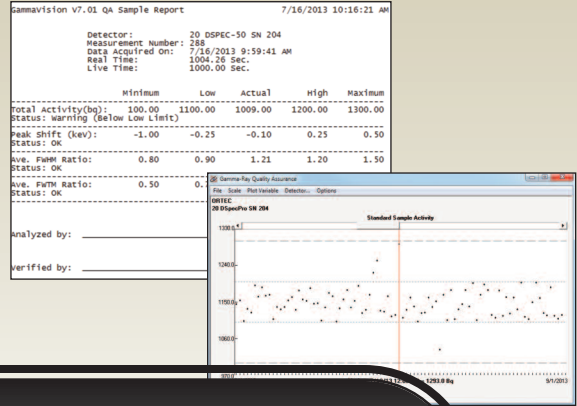 GammaVision V7.01 QA Sample Report 7/16/2013 10:16:21 AM
Detector: 20 DSPEC-50 SN 204
Measurement Number: 288
Data Acquired On: 7/16/2013 9:59:41 AM
Real Time: 1004.26 Sec.
Live Time: 1000.00 Sec.
Minimum Low Actual High Maximum
Total Activity(bq): 100.00 1100.00 1009.00 1200.00 1300.00
Status: Warning (Below Low Limit)
Peak Shift (keV): -1.00 -0.25 -0.10 0.25 0.50
Status: OK
Ave. FWHM Ratio: 0.80 0.90 1.21 1.20 1.50
Status: OK
Ave. FWTM Ratio: 0.50
Status: OK
Analyzed by:
Verified by:
Gamma-Ray Quality Assurance
File Scale Plot Variable Detector... Options
ORTEC
20 DSpecPro SN 204
Standard Sample Activity
1330.0
1240.0
1150.0
1060.0
970.0
1293.0 Bq 9/1/2013